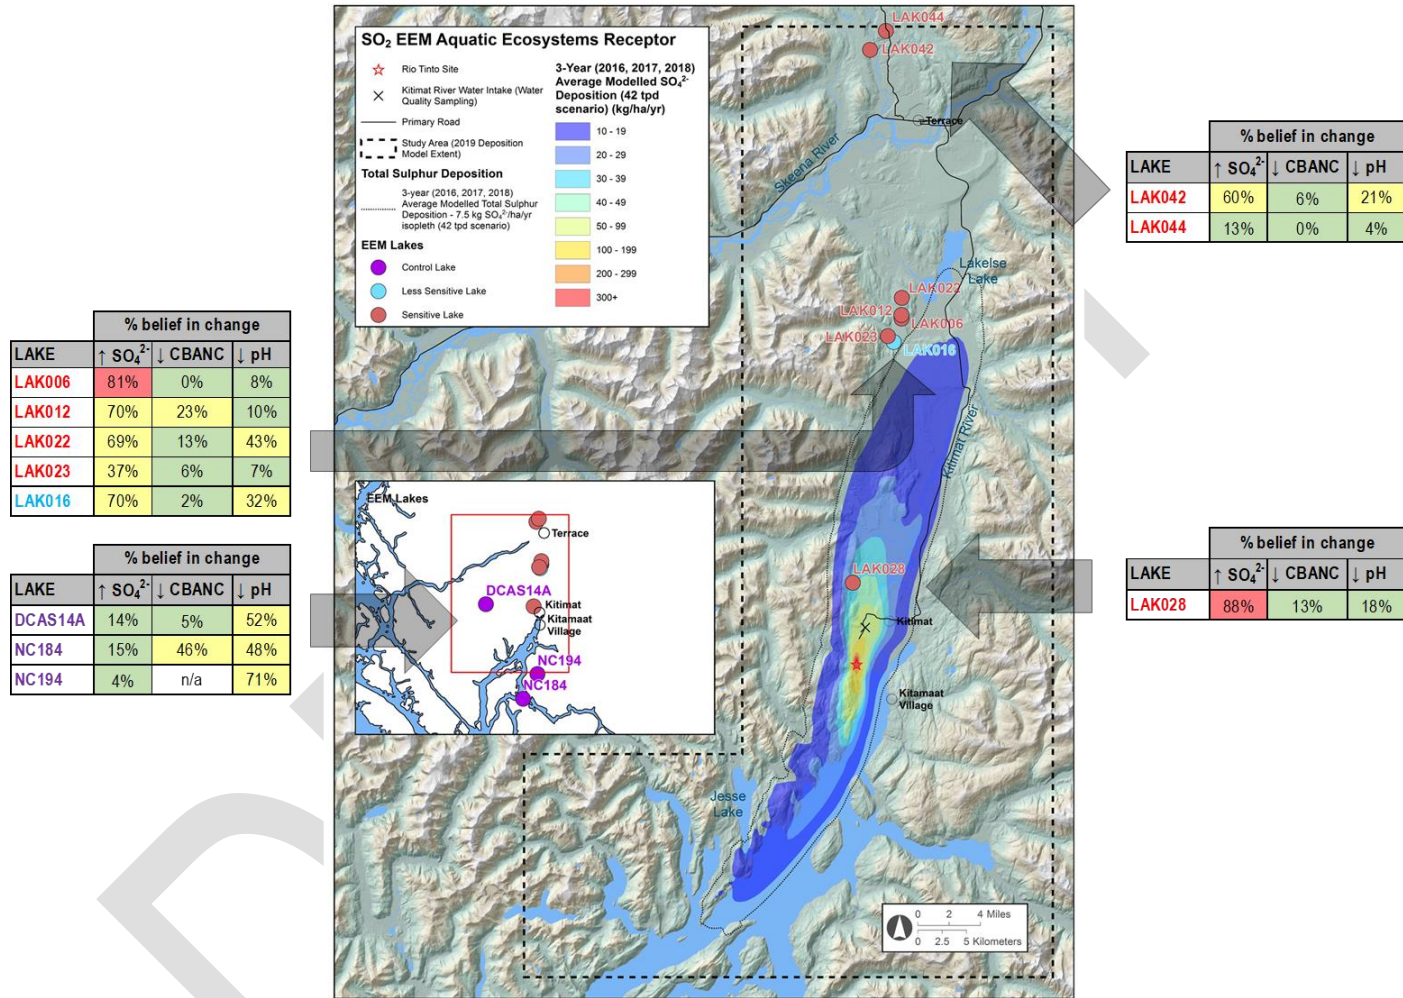 SO₂ EEM Aquatic Ecosystems Receptor
Rio Tinto Site
Kitimat River Water Intake (Water
Quality Sampling)
Primary Road
Study Area (2019 Deposition
Model Extent)
Total Sulphur Deposition
3-year (2016, 2017, 2018)
Average Modelled Total Sulphur
Deposition - 7.5 kg SO₄²⁻/ha/yr
isopleth (42 tpd scenario)
EEM Lakes
Control Lake
Less Sensitive Lake
Sensitive Lake
3-Year (2016, 2017, 2018)
Average Modelled SO₄²⁻
Deposition (42 tpd
scenario) (kg/ha/yr)
10 - 19
20 - 29
30 - 39
40 - 49
50 - 99
100 - 199
200 - 299
300+
LAK044
LAK042
Terrace
Skeena River
Lakelse
Lake
LAK022
LAK012
LAK006
LAK023
LAK016
Kitimat River
LAK028
Kitimat
Kitamaat
Village
Jesse
Lake
0 2 4 Miles
0 2.5 5 Kilometers
EEM Lakes
Terrace
DCAS14A
Kitimat
Kitamaat
Village
NC194
NC184
% belief in change
LAKE ↑ SO₄²⁻ ↓ CBANC ↓ pH
LAK006 81% 0% 8%
LAK012 70% 23% 10%
LAK022 69% 13% 43%
LAK023 37% 6% 7%
LAK016 70% 2% 32%
% belief in change
LAKE ↑ SO₄²⁻ ↓ CBANC ↓ pH
DCAS14A 14% 5% 52%
NC184 15% 46% 48%
NC194 4% n/a 71%
% belief in change
LAKE ↑ SO₄²⁻ ↓ CBANC ↓ pH
LAK042 60% 6% 21%
LAK044 13% 0% 4%
% belief in change
LAKE ↑ SO₄²⁻ ↓ CBANC ↓ pH
LAK028 88% 13% 18%